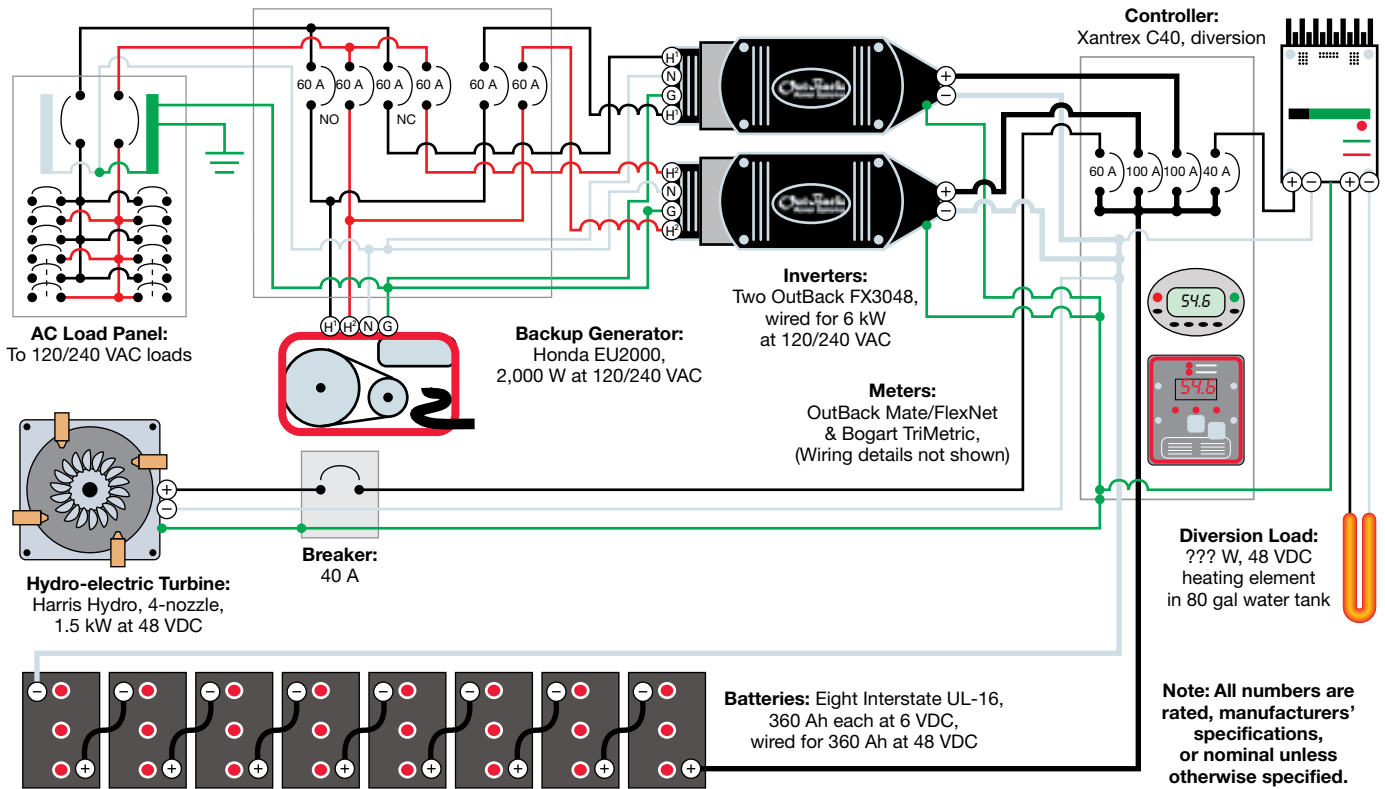 Controller:
Xantrex C40, diversion
60 A
60 A
60 A
60 A
60 A
60 A
NO
NC
H1
N
G
H1
OutBack
+
−
H2
N
G
H2
OutBack
+
−
60 A
100 A
100 A
40 A
+
−
+
−
AC Load Panel:
To 120/240 VAC loads
H1
H2
N
G
Backup Generator:
Honda EU2000,
2,000 W at 120/240 VAC
Inverters:
Two OutBack FX3048,
wired for 6 kW
at 120/240 VAC
54.6
54.6
Meters:
OutBack Mate/FlexNet
& Bogart TriMetric,
(Wiring details not shown)
+
−
Breaker:
40 A
Hydro-electric Turbine:
Harris Hydro, 4-nozzle,
1.5 kW at 48 VDC
Diversion Load:
??? W, 48 VDC
heating element
in 80 gal water tank
−
−
−
−
−
−
−
−
+
+
+
+
+
+
+
+
Batteries: Eight Interstate UL-16,
360 Ah each at 6 VDC,
wired for 360 Ah at 48 VDC
Note: All numbers are
rated, manufacturers'
specifications,
or nominal unless
otherwise specified.